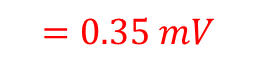 = 0.35 mV